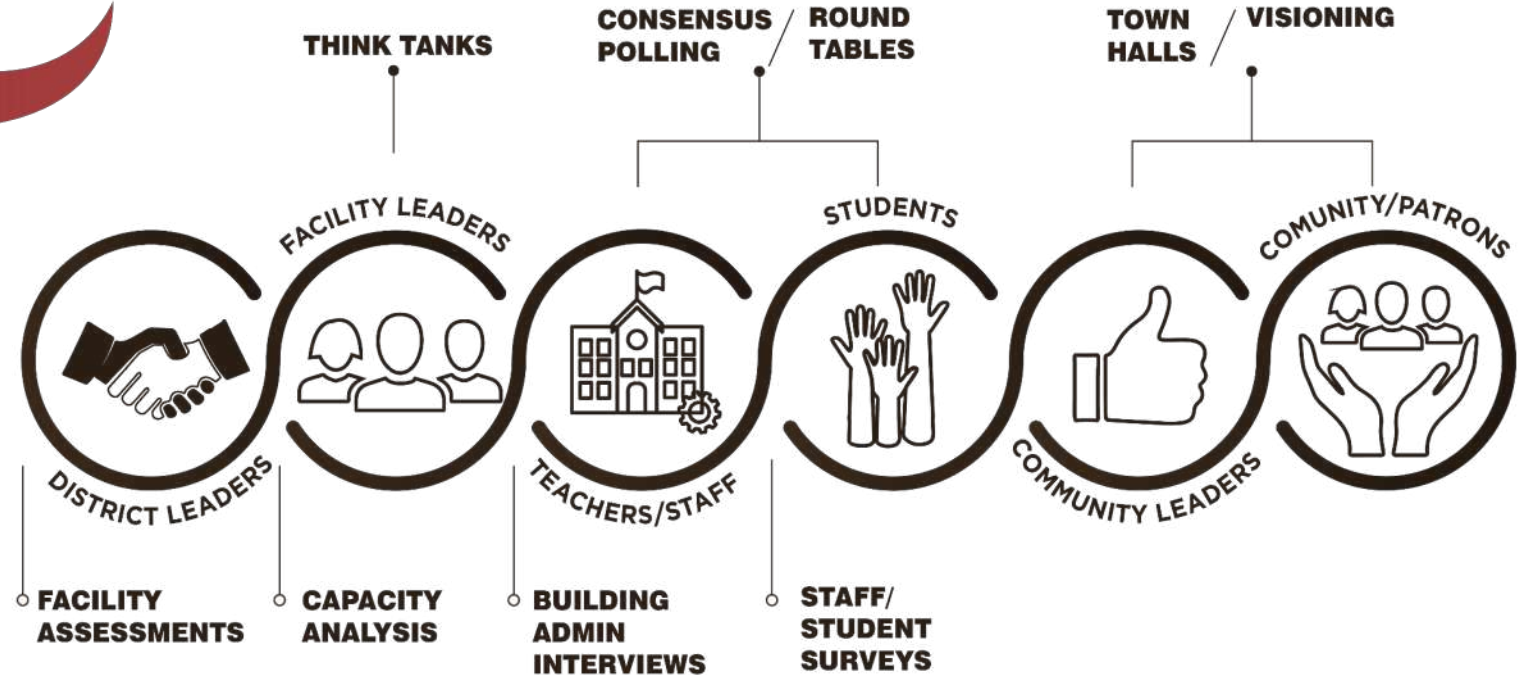 THINK TANKS
CONSENSUS / ROUND
POLLING TABLES
TOWN / VISIONING
HALLS
FACILITY LEADERS
STUDENTS
COMUNITY/PATRONS
DISTRICT LEADERS
TEACHERS/STAFF
COMMUNITY LEADERS
FACILITY
ASSESSMENTS
CAPACITY
ANALYSIS
BUILDING
ADMIN
INTERVIEWS
STAFF/
STUDENT
SURVEYS